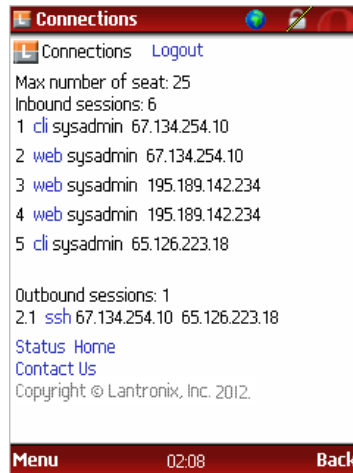 Connections
Connections Logout
Max number of seat: 25
Inbound sessions: 6
1 cli sysadmin 67.134.254.10
2 web sysadmin 67.134.254.10
3 web sysadmin 195.189.142.234
4 web sysadmin 195.189.142.234
5 cli sysadmin 65.126.223.18
Outbound sessions: 1
2.1 ssh 67.134.254.10 65.126.223.18
Status Home
Contact Us
Copyright © Lantronix, Inc. 2012.
Menu 02:08 Back